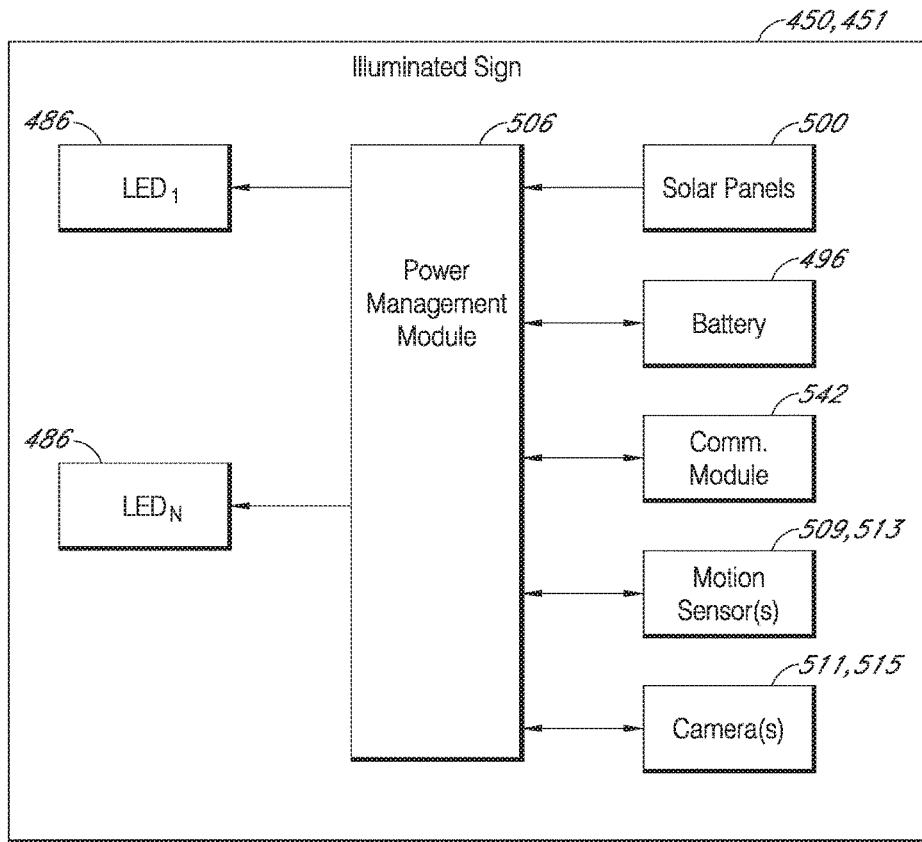 450, 451
Illuminated Sign
486
506
500
LED1
Solar Panels
Power
Management
Module
496
Battery
542
Comm.
Module
486
LEDN
509, 513
Motion
Sensor(s)
511, 515
Camera(s)